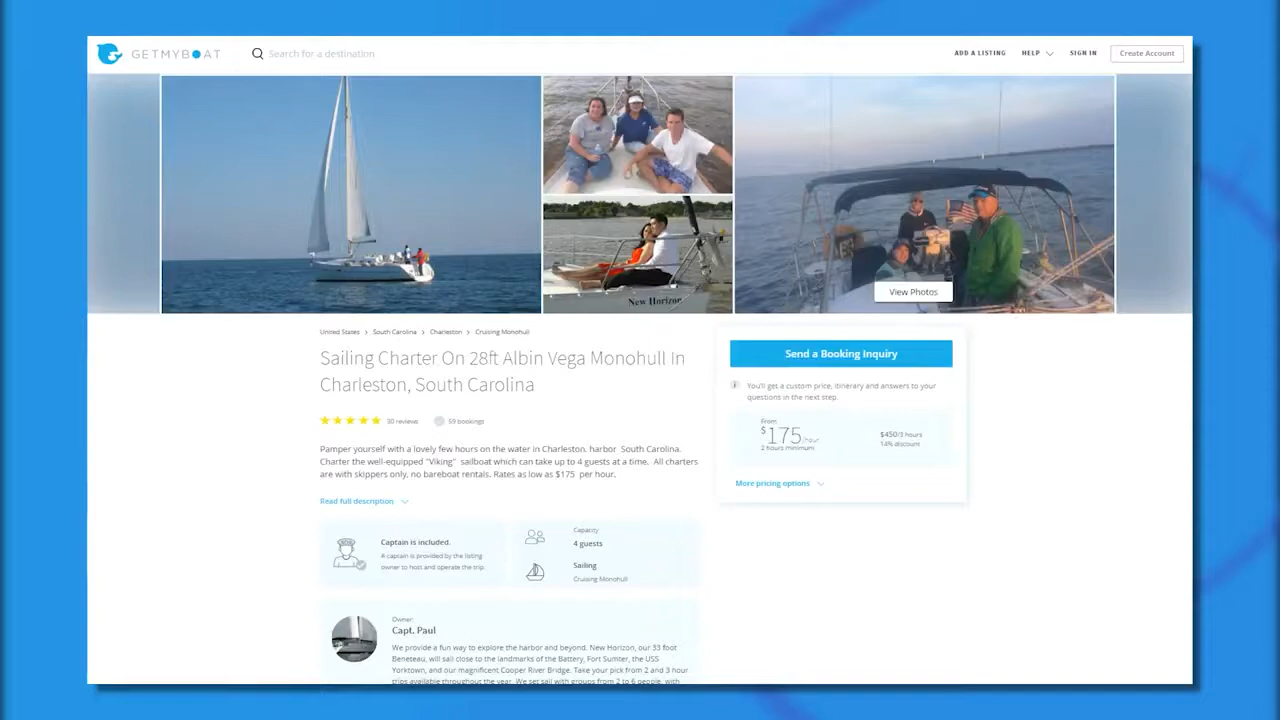 GETMYBOAT
Search for a destination
ADD A LISTING
HELP
SIGN IN
Create Account
New Horizon
View Photos
United States > South Carolina > Charleston > Cruising Monohull
Sailing Charter On 28ft Albin Vega Monohull In
Charleston, South Carolina
30 reviews
59 bookings
Pamper yourself with a lovely few hours on the water in Charleston, harbor South Carolina.
Charter the well-equipped "Viking" sailboat which can take up to 4 guests at a time. All charters
are with skippers only, no bareboat rentals. Rates as low as $175 per hour.
Read full description
Captain is included.
A captain is provided by the listing
owner to host and operate the trip.
Capacity
4 guests
Sailing
Cruising Monohull
Owner:
Capt. Paul
We provide a fun way to explore the harbor and beyond. New Horizon, our 33 foot
Beneteau, will sail close to the landmarks of the Battery, Fort Sumter, the USS
Yorktown, and our magnificent Cooper River Bridge. Take your pick from 2 and 3 hour
trips available throughout the year. We set sail with groups from 2 to 6 people, with
Send a Booking Inquiry
You'll get a custom price, itinerary and answers to your
questions in the next step.
From
$175/hour
2 hours minimum
$450/3 hours
14% discount
More pricing options